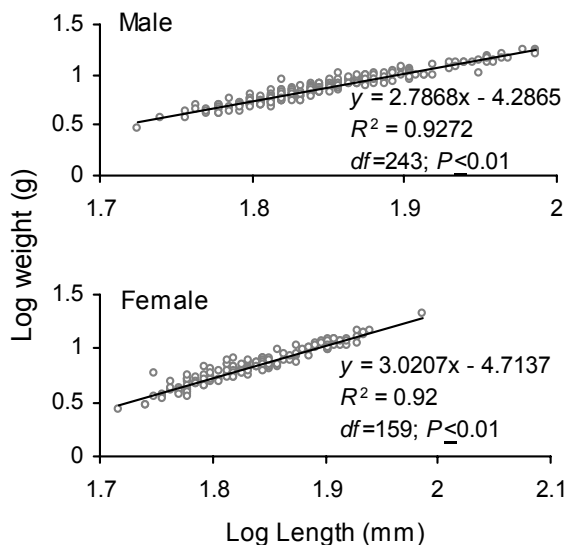 Male
1.5
1
0.5
0
y = 2.7868x - 4.2865
R² = 0.9272
df=243; P≤0.01
1.7
1.8
1.9
2
Log weight (g)
Female
1.5
1
0.5
0
y = 3.0207x - 4.7137
R² = 0.92
df=159; P≤0.01
1.7
1.8
1.9
2
2.1
Log Length (mm)